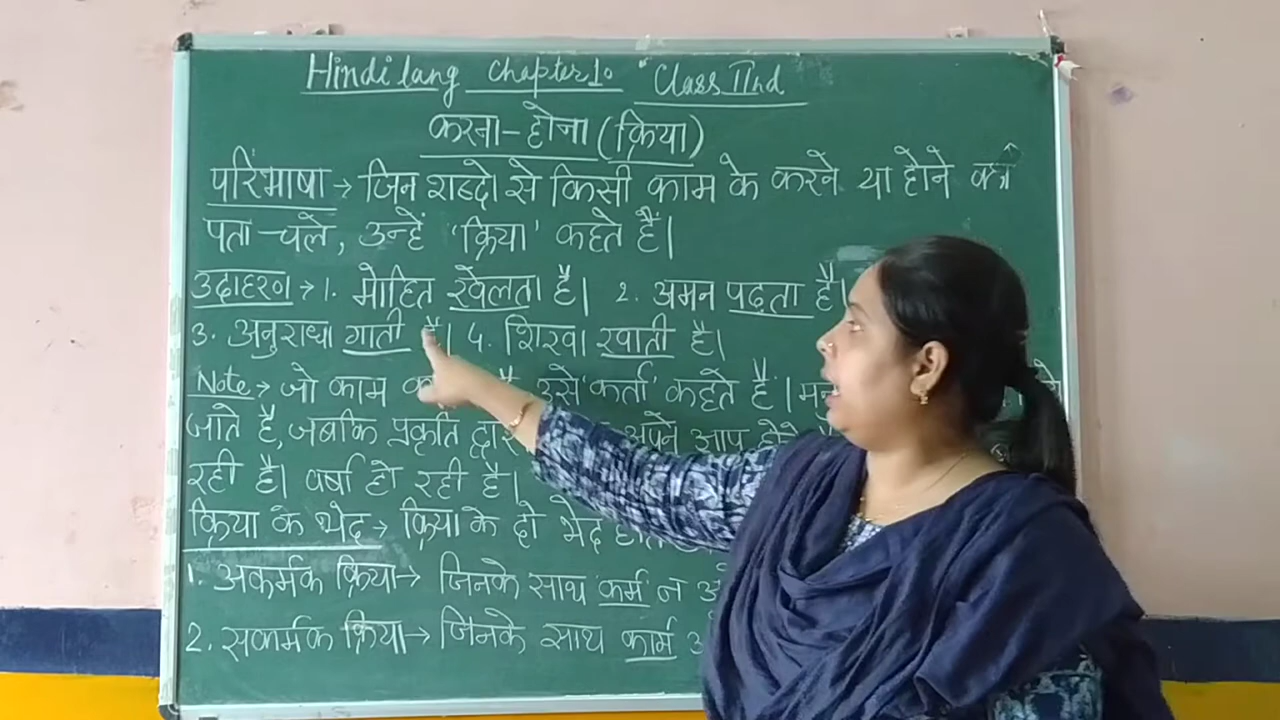 Hindi lang Chapter 10 Class IInd
करना - होना (क्रिया)
परिभाषा → जिन शब्दो से किसी काम के करने या होने का
पता चले, उन्हें 'क्रिया' कहते हैं।
उदाहरण → 1. मोहित खेलता है। 2. अमन पढ़ता है।
3. अनुराधा गाती है। 4. शिखा खाती है।
Note → जो काम उसे 'कर्ता' कहते है।
जाते है, जबकि प्रकृति अपने आप होने
रही है। वर्षा हो रही है।
क्रिया के भेद → क्रिया के दो भेद होते
1. अकर्मक क्रिया → जिनके साथ 'कर्म' न
2. सकर्मक क्रिया → जिनके साथ कार्म